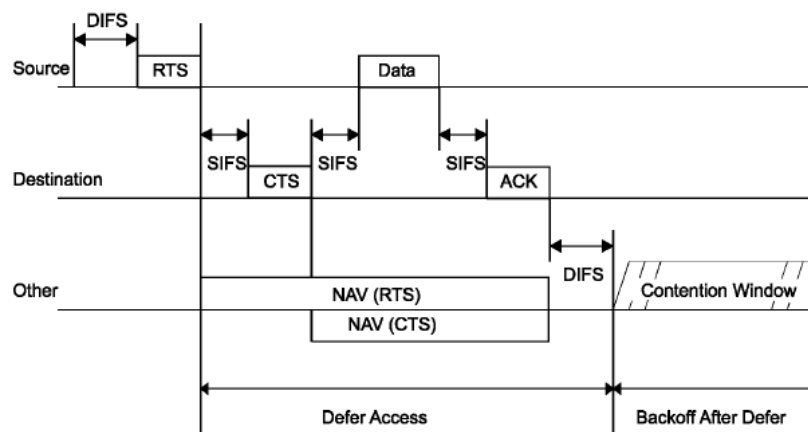 DIFS
Source
RTS
Data
SIFS
SIFS
SIFS
Destination
CTS
ACK
DIFS
Other
NAV (RTS)
Contention Window
NAV (CTS)
Defer Access
Backoff After Defer